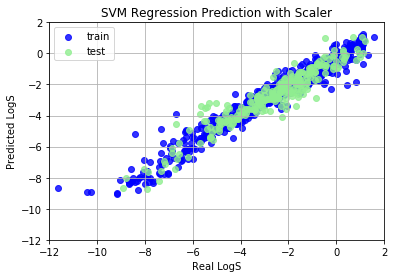 SVM Regression Prediction with Scaler
train
test
2
0
−2
−4
−6
−8
−10
−12
Predicted LogS
−12 −10 −8 −6 −4 −2 0 2
Real LogS